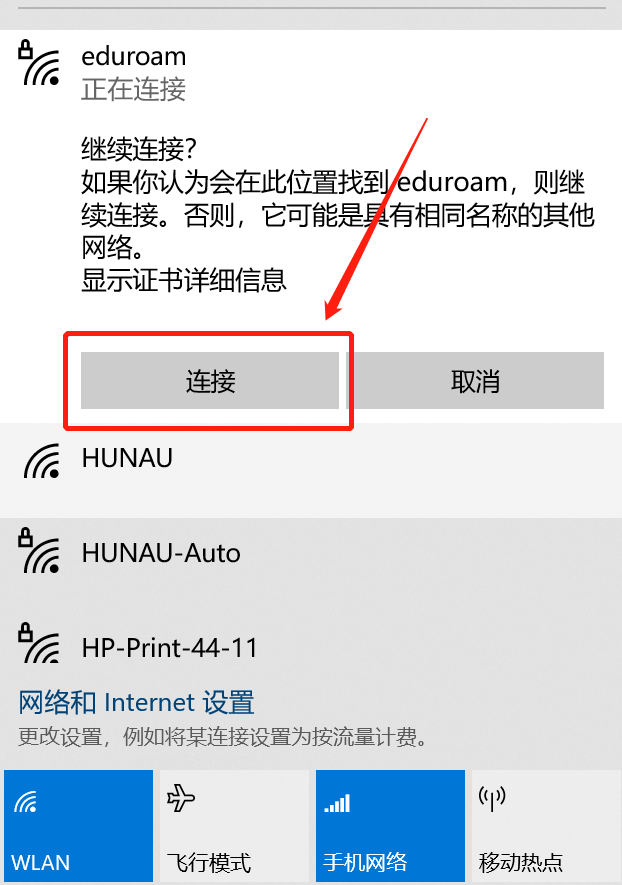 eduroam
正在连接
继续连接？
如果你认为会在此位置找到 eduroam，则继
续连接。否则，它可能是具有相同名称的其他
网络。
显示证书详细信息
连接 取消
HUNAU
HUNAU-Auto
HP-Print-44-11
网络和 Internet 设置
更改设置，例如将某连接设置为按流量计费。
WLAN 飞行模式 手机网络 移动热点